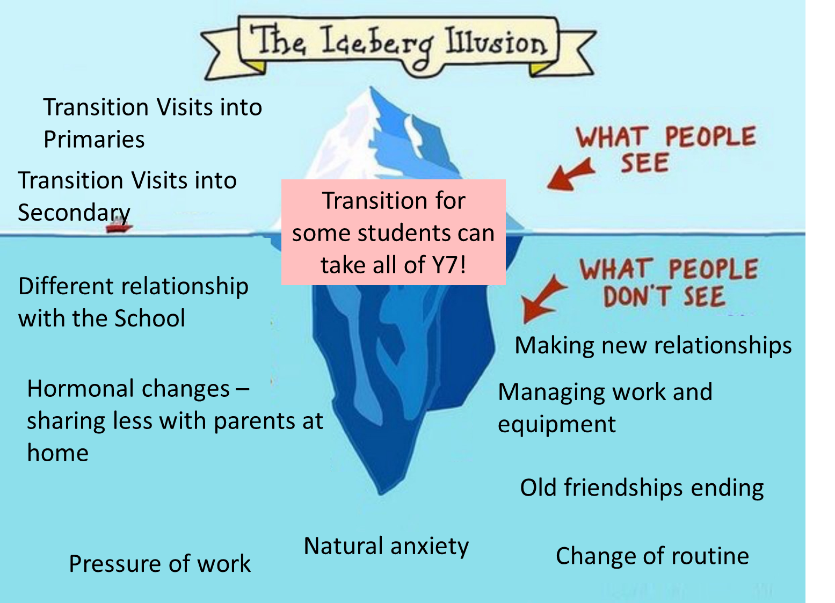 The Iceberg Illusion
Transition Visits into
Primaries
WHAT PEOPLE
SEE
Transition Visits into
Secondary
Transition for
some students can
take all of Y7!
WHAT PEOPLE
DON'T SEE
Different relationship
with the School
Making new relationships
Hormonal changes –
sharing less with parents at
home
Managing work and
equipment
Old friendships ending
Natural anxiety
Change of routine
Pressure of work